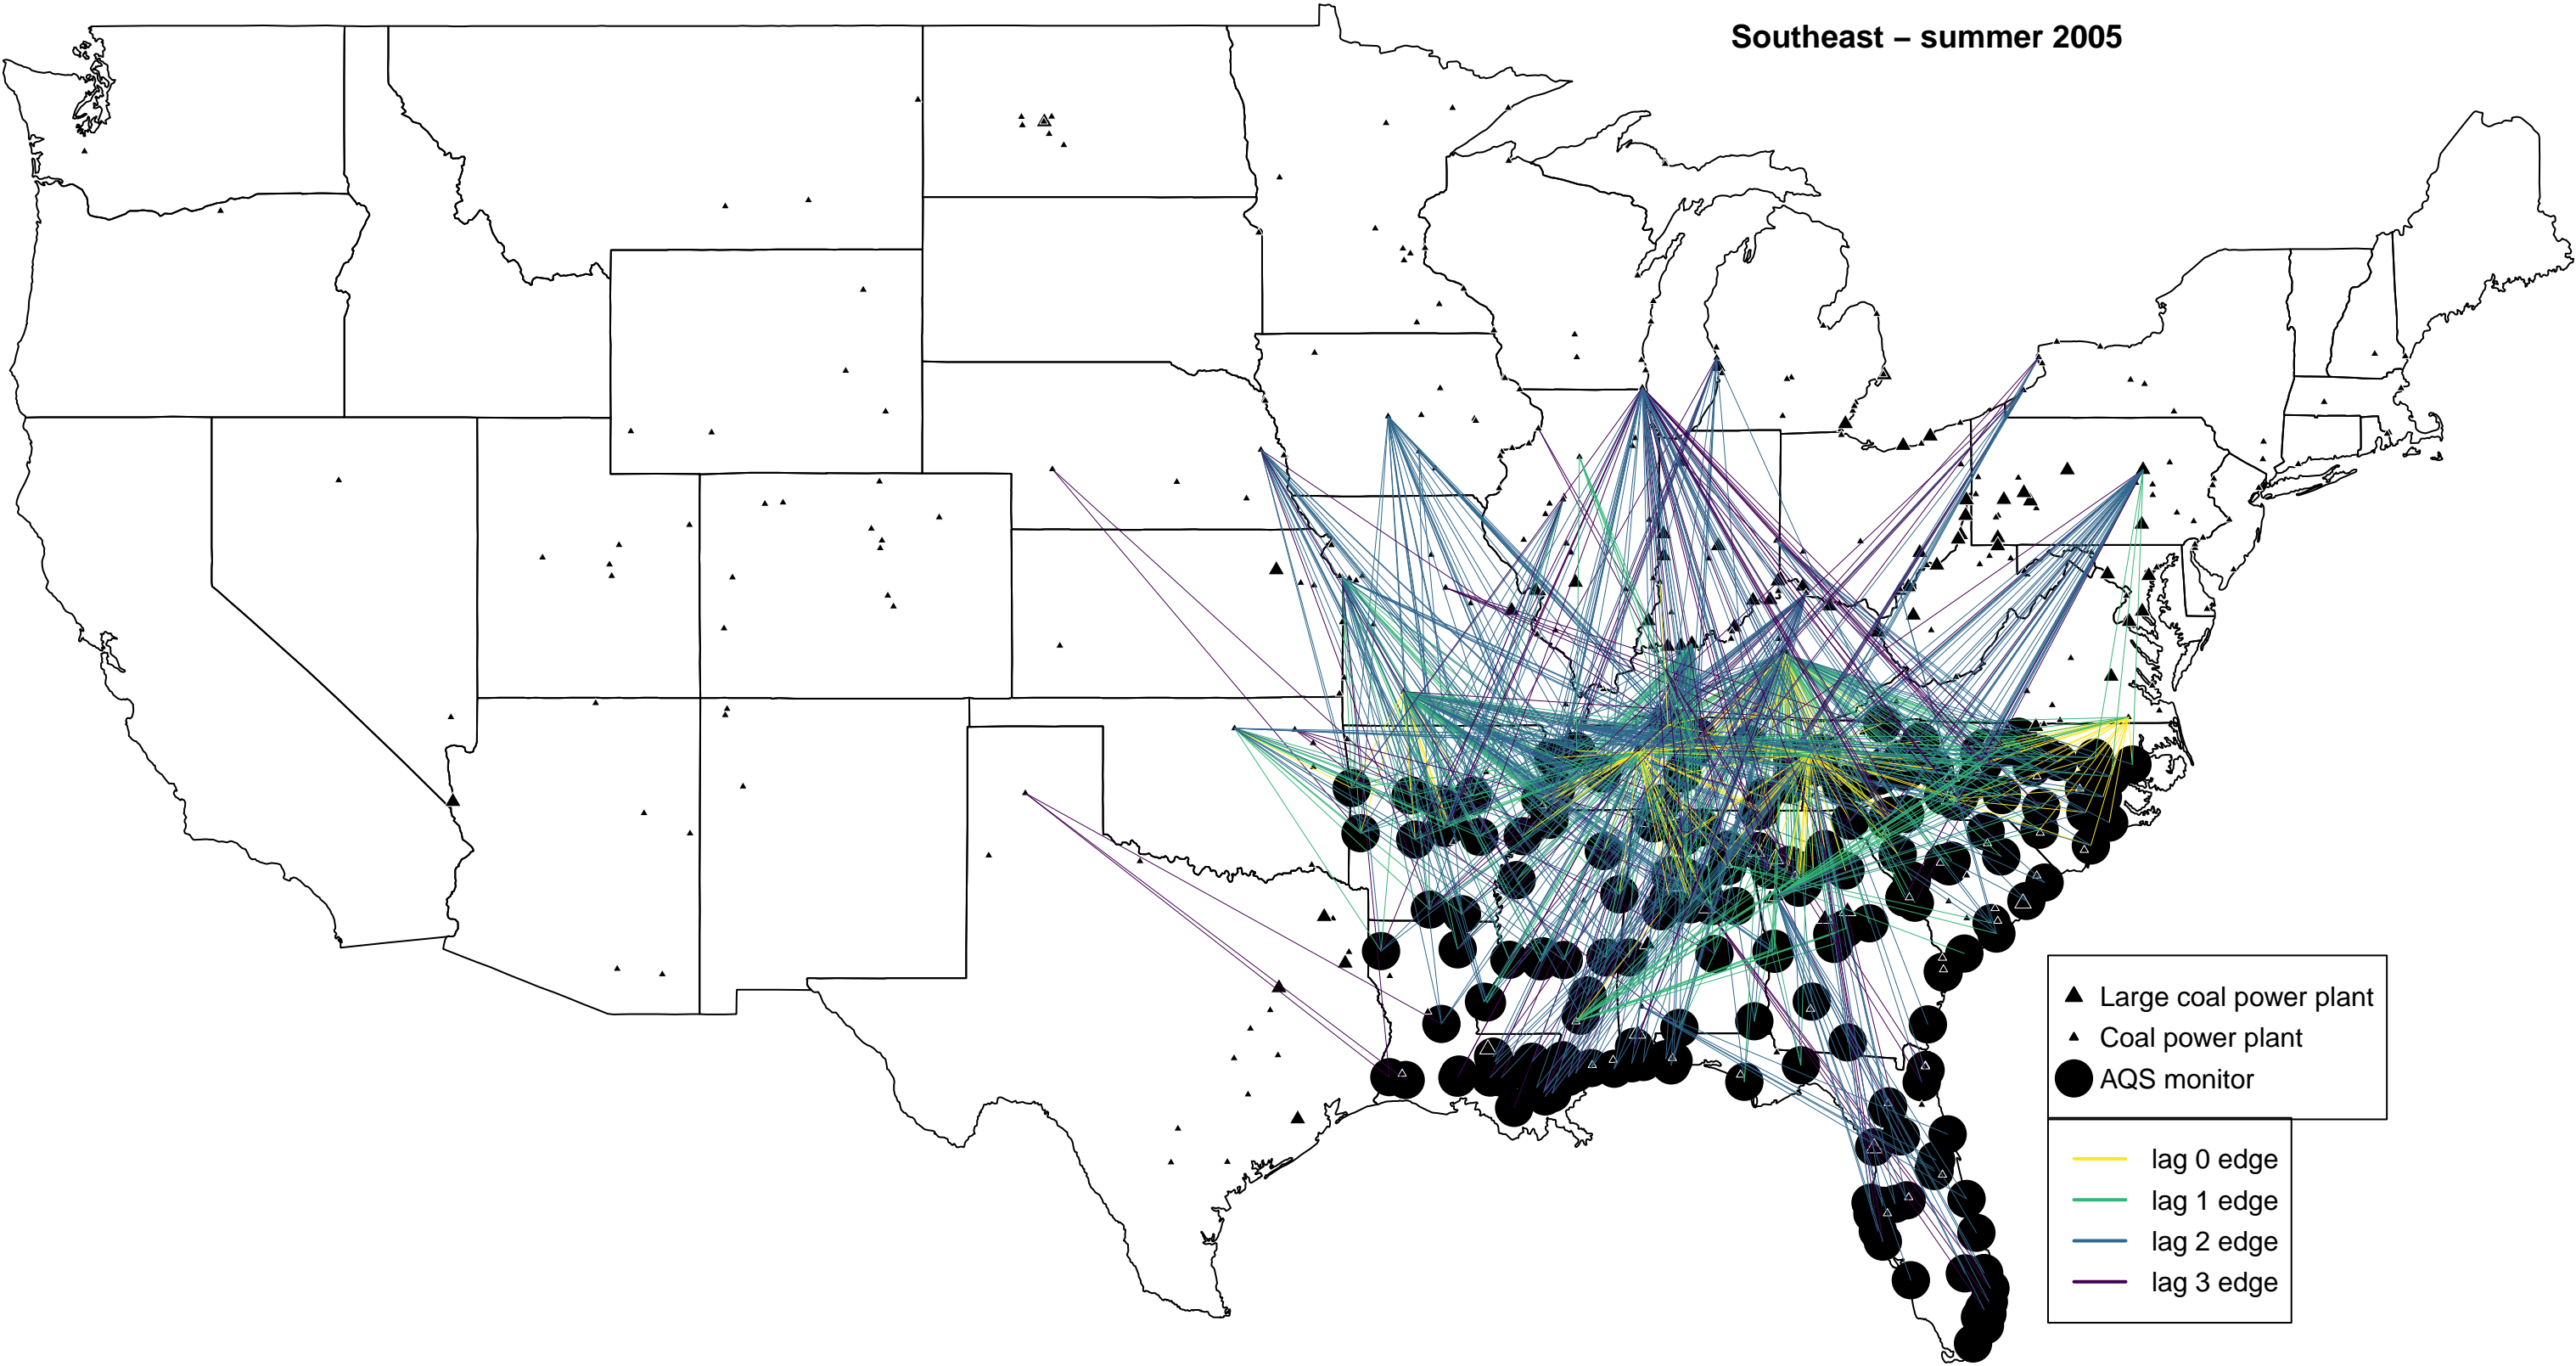 Southeast – summer 2005
Large coal power plant
Coal power plant
AQS monitor
lag 0 edge
lag 1 edge
lag 2 edge
lag 3 edge